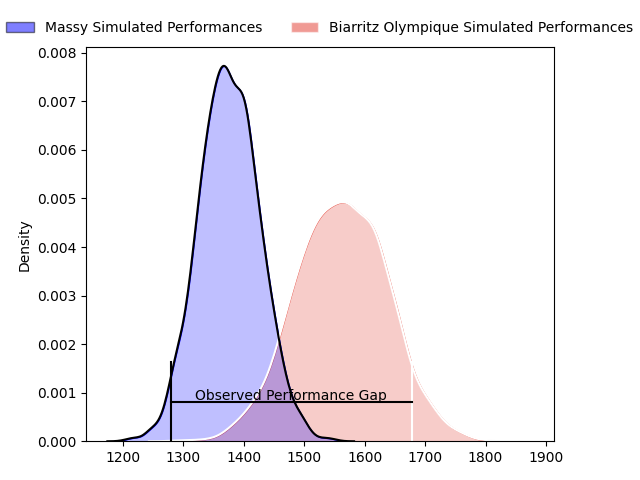 Massy Simulated Performances
Biarritz Olympique Simulated Performances
0.008
0.007
0.006
0.005
0.004
0.003
0.002
0.001
0.000
Density
Observed Performance Gap
1200 1300 1400 1500 1600 1700 1800 1900